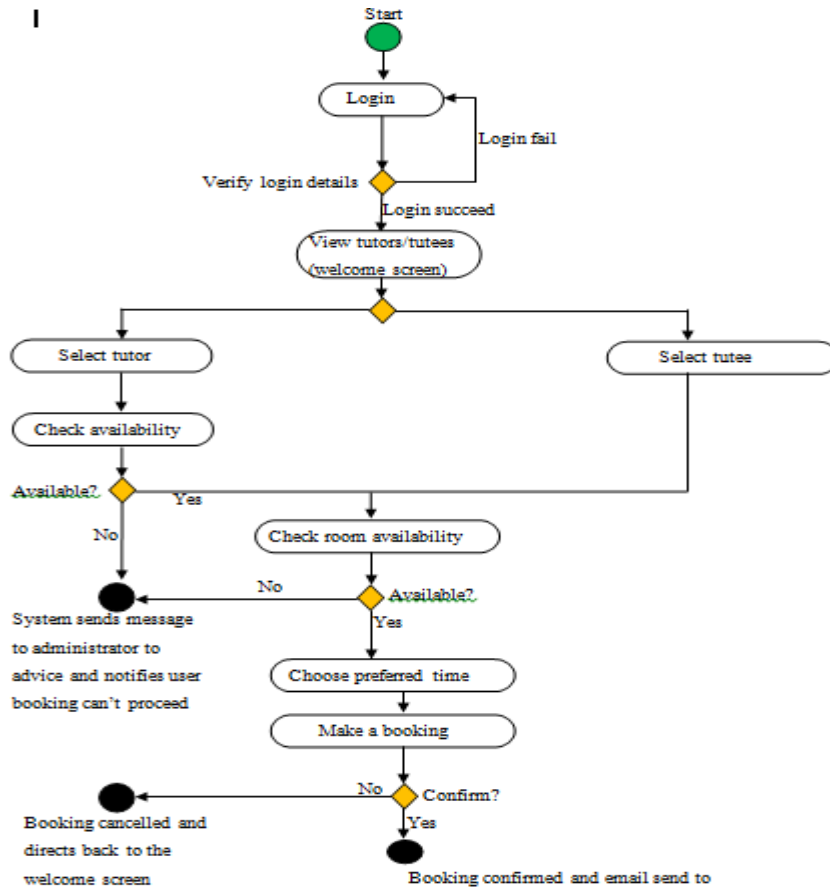 I
Start
Login
Login fail
Verify login details
Login succeed
View tutors/tutees
(welcome screen)
Select tutor
Select tutee
Check availability
Available?
Yes
No
Check room availability
No
Available?
Yes
System sends message
to administrator to
advice and notifies user
booking can't proceed
Choose preferred time
Make a booking
No
Confirm?
Yes
Booking cancelled and
directs back to the
welcome screen
Booking confirmed and email send to